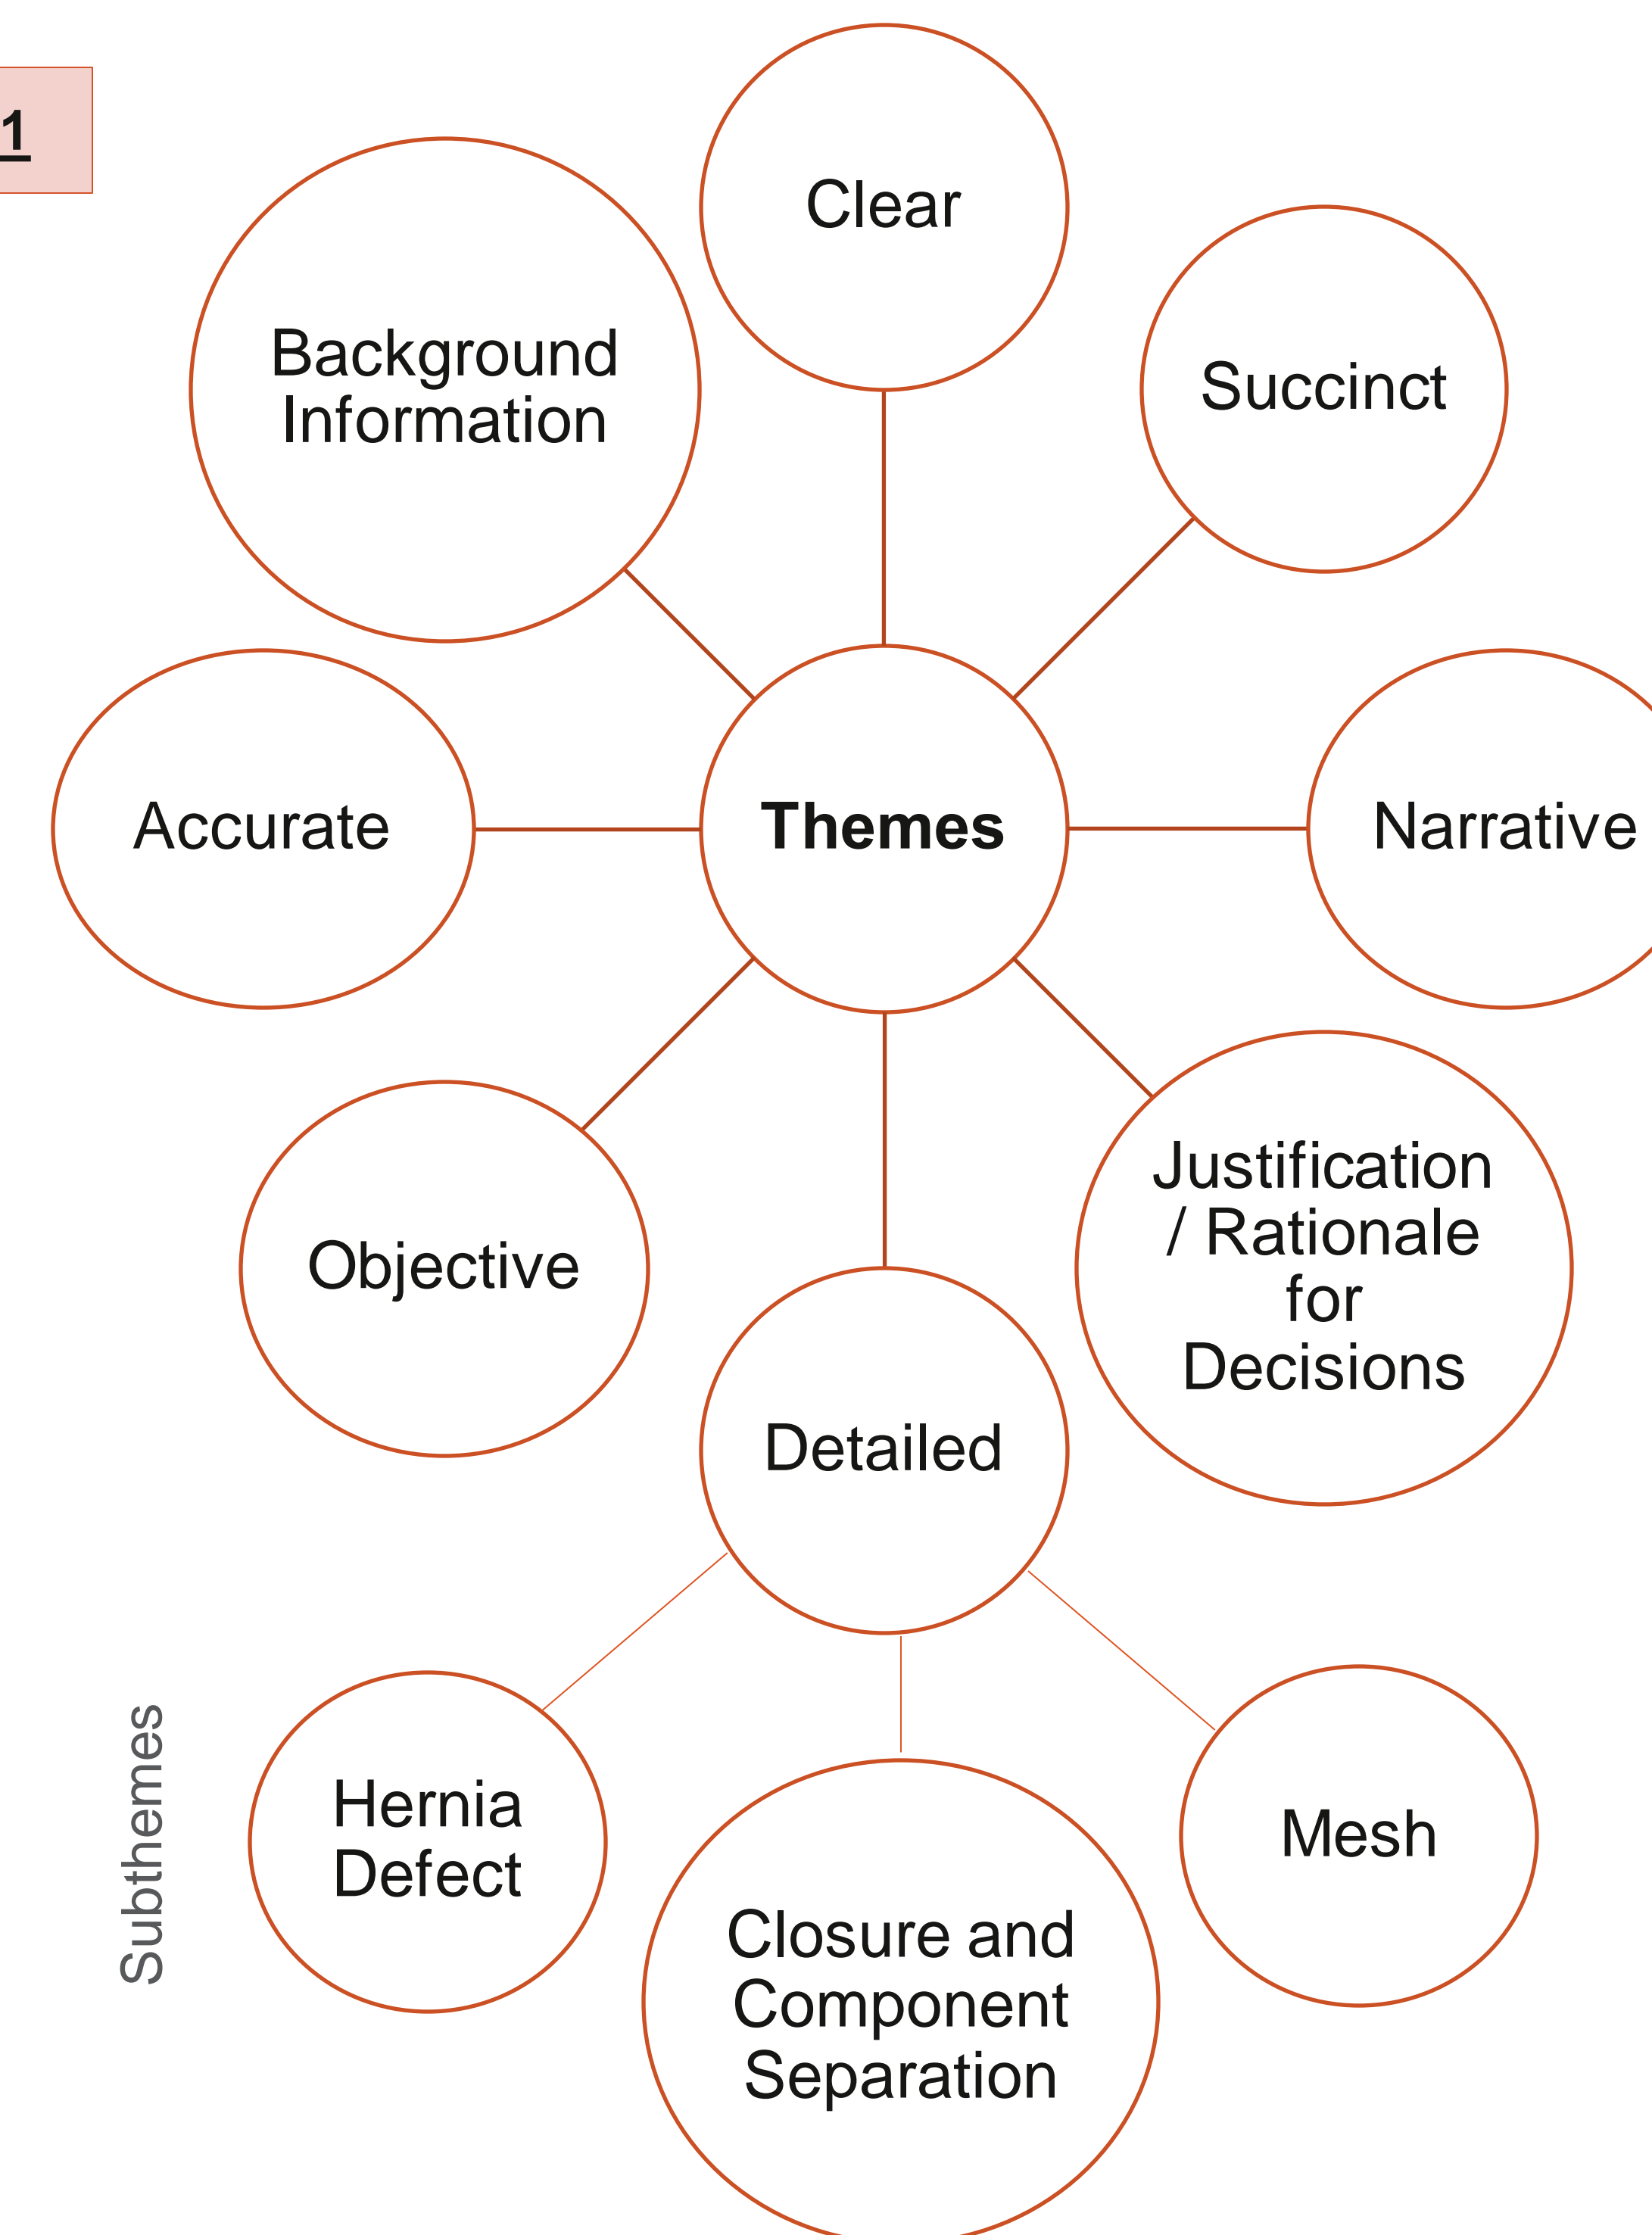 1
Clear
Background
Information
Succinct
Accurate
Themes
Narrative
Objective
Justification
/ Rationale
for
Decisions
Detailed
Subthemes
Hernia
Defect
Mesh
Closure and
Component
Separation